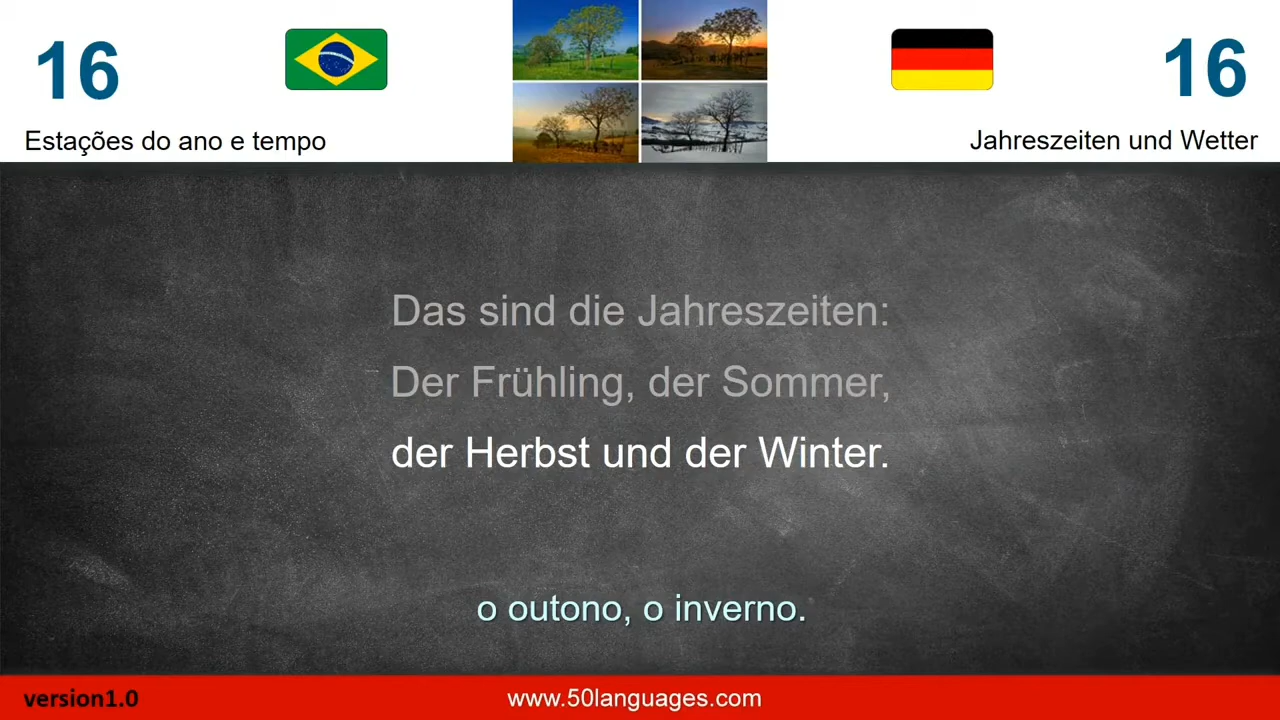 16
16
Estações do ano e tempo
Jahreszeiten und Wetter
Das sind die Jahreszeiten:
Der Frühling, der Sommer,
der Herbst und der Winter.
o outono, o inverno.
version1.0
www.50languages.com